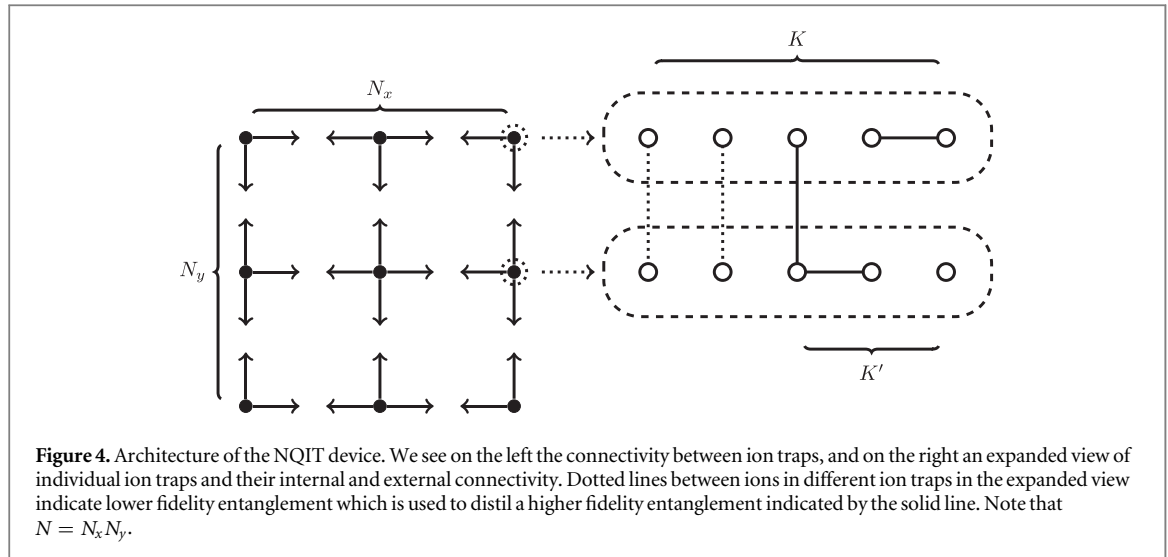 K
N_x
N_y
K′
Figure 4. Architecture of the NQIT device. We see on the left the connectivity between ion traps, and on the right an expanded view of
individual ion traps and their internal and external connectivity. Dotted lines between ions in different ion traps in the expanded view
indicate lower fidelity entanglement which is used to distil a higher fidelity entanglement indicated by the solid line. Note that
N = N_xN_y.